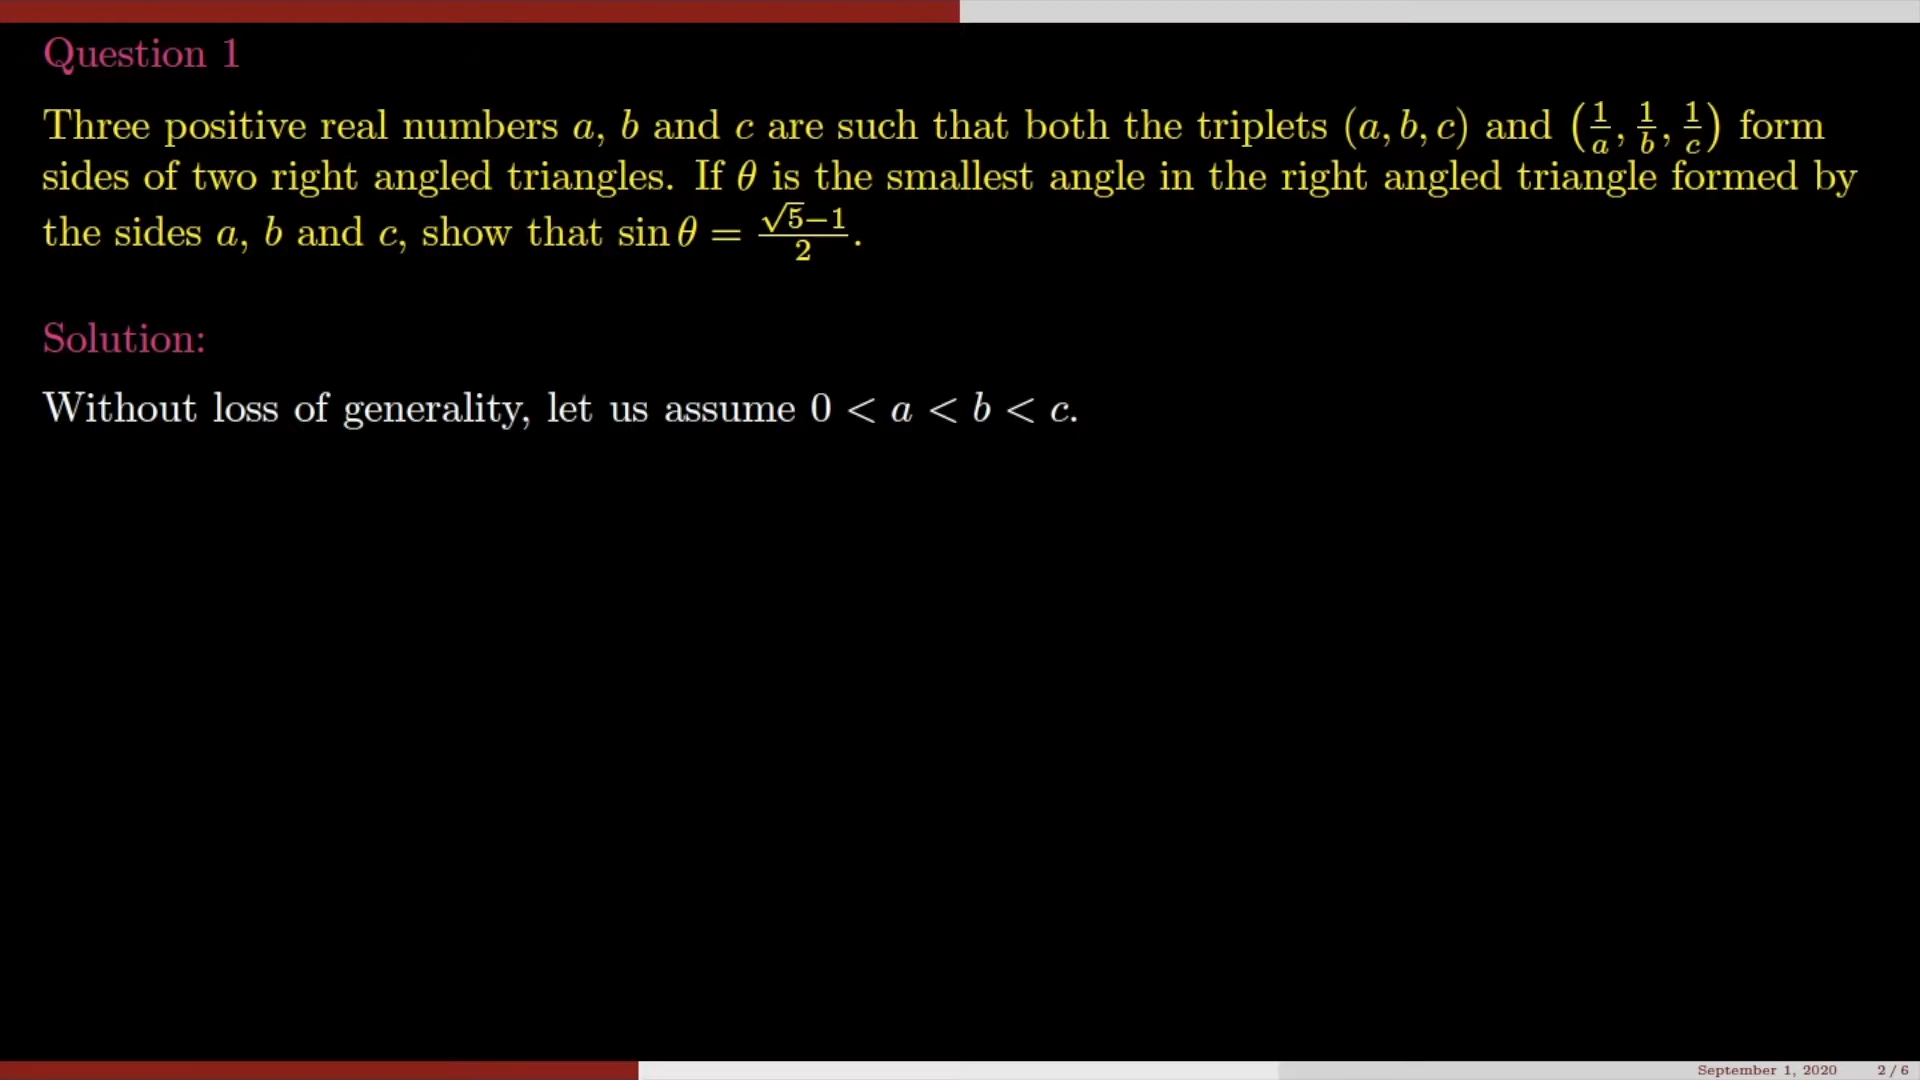 Question 1
Three positive real numbers a, b and c are such that both the triplets (a, b, c) and (1/a, 1/b, 1/c) form
sides of two right angled triangles. If θ is the smallest angle in the right angled triangle formed by
the sides a, b and c, show that sin θ = (√5−1)/2.
Solution:
Without loss of generality, let us assume 0 < a < b < c.
September 1, 2020 2 / 6